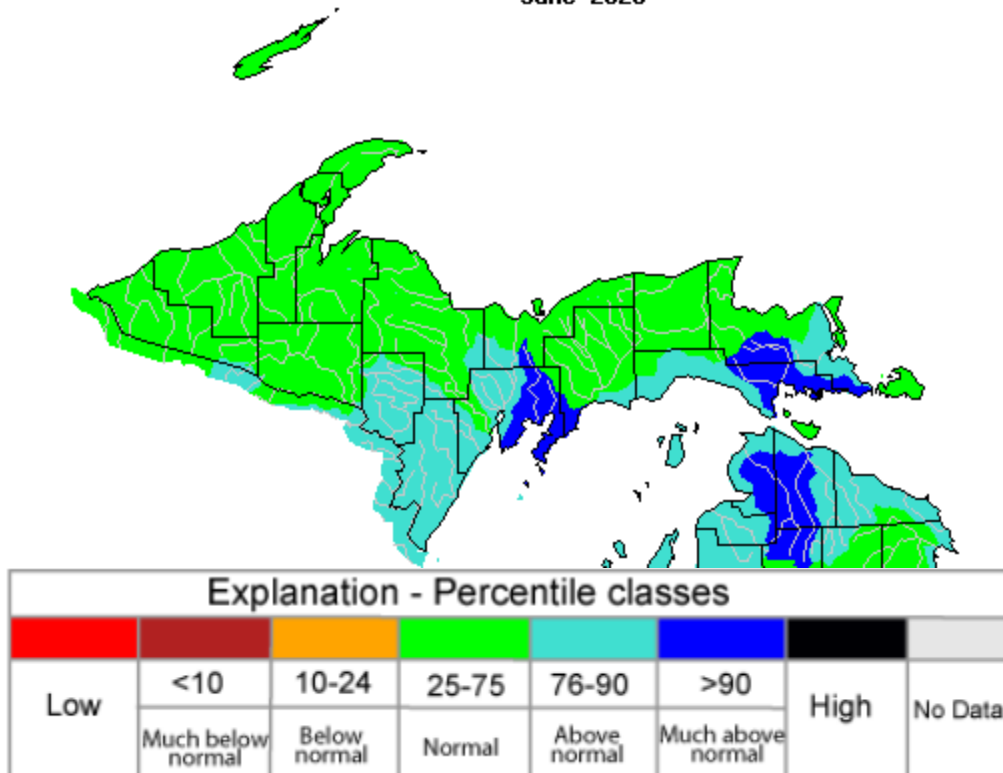 June
Explanation - Percentile classes
Low
<10
10-24
25-75
76-90
>90
High
No Data
Much below
normal
Below
normal
Normal
Above
normal
Much above
normal